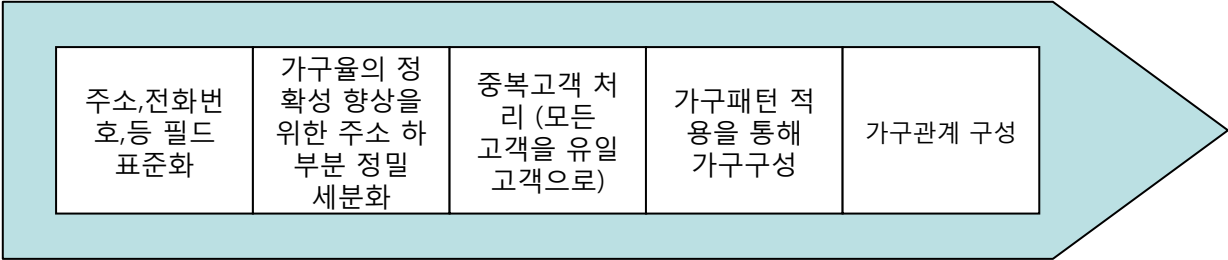 주소,전화번
호,등 필드
표준화
가구율의 정
확성 향상을
위한 주소 하
부분 정밀
세분화
중복고객 처
리 (모든
고객을 유일
고객으로)
가구패턴 적
용을 통해
가구구성
가구관계 구성